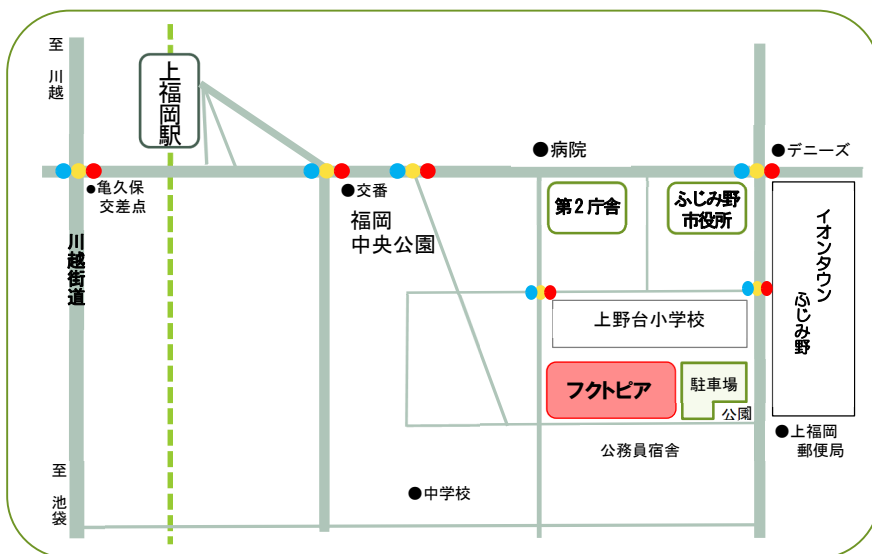 至
川越
上福岡駅
●病院
●デニーズ
●亀久保
交差点
●交番
福岡
中央公園
第2庁舎
ふじみ野
市役所
イオンタウン
ふじみ野
川越街道
上野台小学校
フクトピア
駐車場
公園
●上福岡
郵便局
公務員宿舎
至
池袋
●中学校